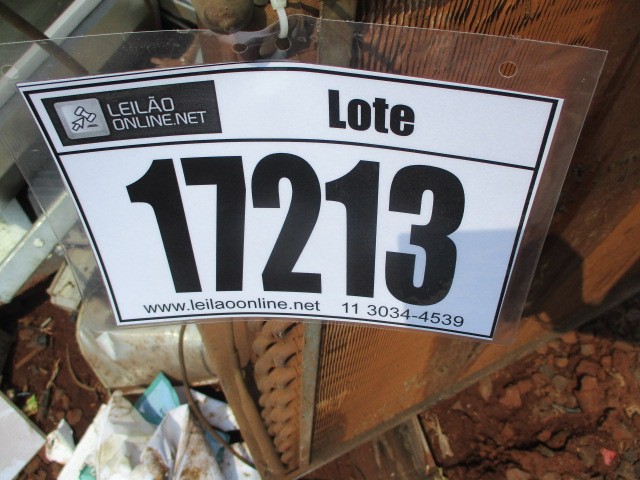 LEILÃO
ONLINE.NET
Lote
17213
www.leilaoonline.net 11 3034-4539